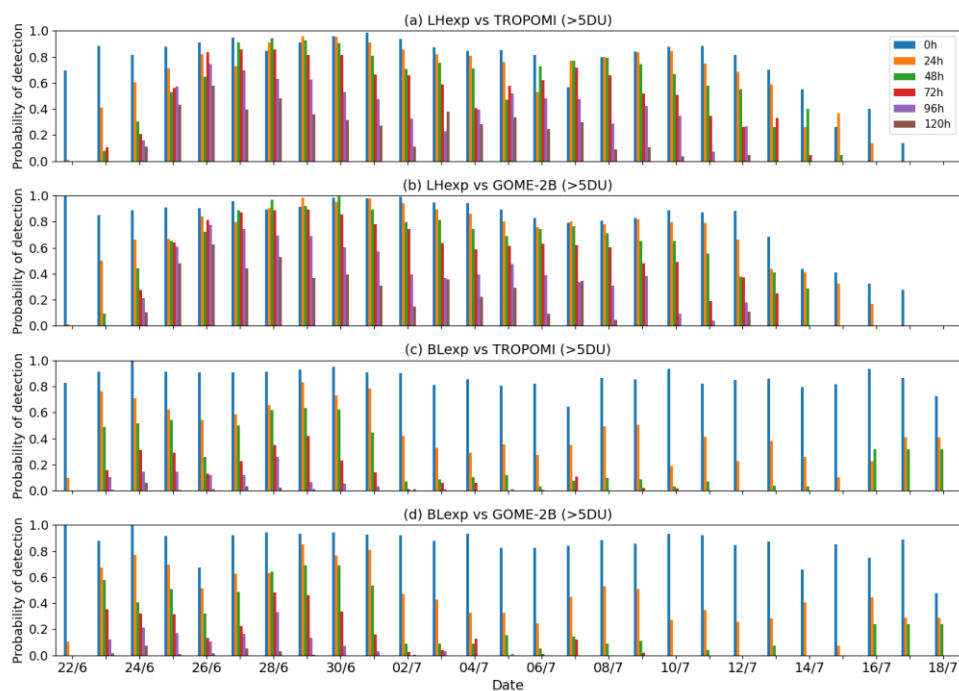 (a) LHexp vs TROPOMI (>5DU)
Probability of detection
1.0
0.8
0.6
0.4
0.2
0.0
0h
24h
48h
72h
96h
120h
(b) LHexp vs GOME-2B (>5DU)
Probability of detection
1.0
0.8
0.6
0.4
0.2
0.0
(c) BLexp vs TROPOMI (>5DU)
Probability of detection
1.0
0.8
0.6
0.4
0.2
0.0
(d) BLexp vs GOME-2B (>5DU)
Probability of detection
1.0
0.8
0.6
0.4
0.2
0.0
22/6 24/6 26/6 28/6 30/6 02/7 04/7 06/7 08/7 10/7 12/7 14/7 16/7 18/7
Date